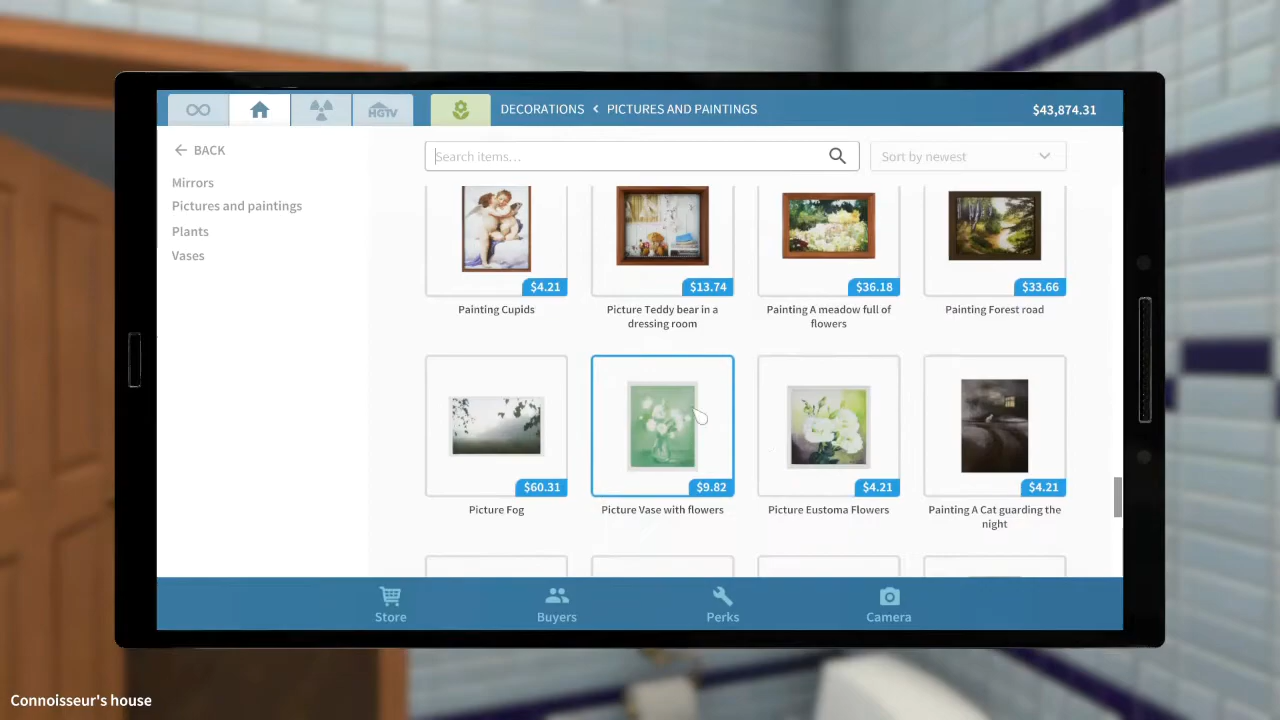 HGTV
DECORATIONS < PICTURES AND PAINTINGS
$43,874.31
← BACK
Mirrors
Pictures and paintings
Plants
Vases
Search items...
Sort by newest
$4.21
$13.74
$36.18
$33.66
Painting Cupids
Picture Teddy bear in a
dressing room
Painting A meadow full of
flowers
Painting Forest road
$60.31
$9.82
$4.21
$4.21
Picture Fog
Picture Vase with flowers
Picture Eustoma Flowers
Painting A Cat guarding the
night
Store
Buyers
Perks
Camera
Connoisseur's house